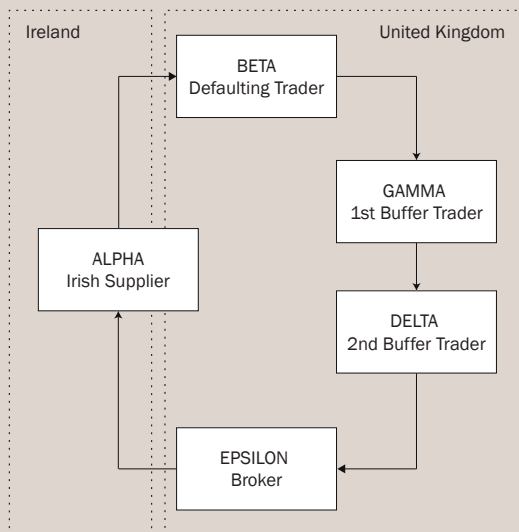 Ireland
United Kingdom
BETA
Defaulting Trader
GAMMA
1st Buffer Trader
ALPHA
Irish Supplier
DELTA
2nd Buffer Trader
EPSILON
Broker